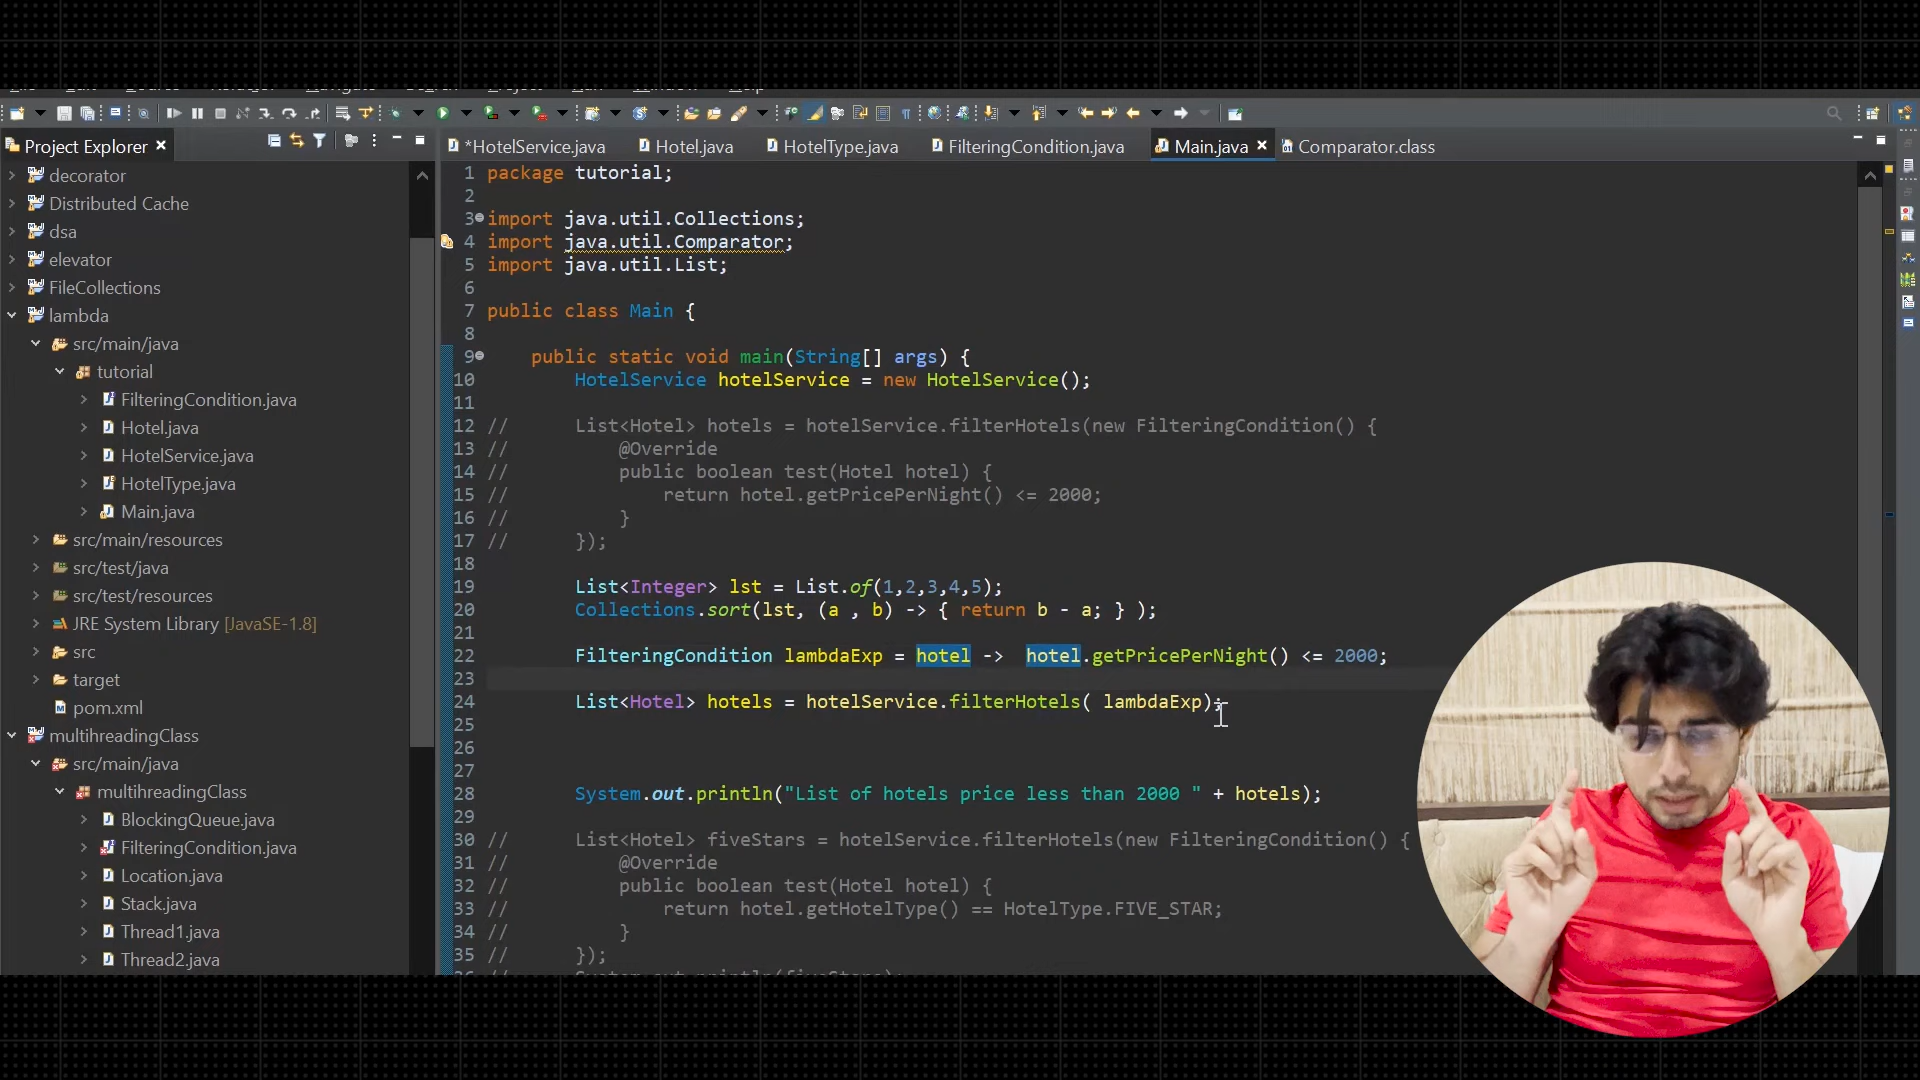 Project Explorer
*HotelService.java
Hotel.java
HotelType.java
FilteringCondition.java
Main.java
Comparator.class
decorator
Distributed Cache
dsa
elevator
FileCollections
lambda
src/main/java
tutorial
FilteringCondition.java
Hotel.java
HotelService.java
HotelType.java
Main.java
src/main/resources
src/test/java
src/test/resources
JRE System Library [JavaSE-1.8]
src
target
pom.xml
multihreadingClass
src/main/java
multihreadingClass
BlockingQueue.java
FilteringCondition.java
Location.java
Stack.java
Thread1.java
Thread2.java
1 package tutorial;
2
3 import java.util.Collections;
4 import java.util.Comparator;
5 import java.util.List;
6
7 public class Main {
8
9 public static void main(String[] args) {
10 HotelService hotelService = new HotelService();
11
12 // List<Hotel> hotels = hotelService.filterHotels(new FilteringCondition() {
13 // @Override
14 // public boolean test(Hotel hotel) {
15 // return hotel.getPricePerNight() <= 2000;
16 // }
17 // });
18
19 List<Integer> lst = List.of(1,2,3,4,5);
20 Collections.sort(lst, (a , b) -> { return b - a; } );
21
22 FilteringCondition lambdaExp = hotel -> hotel.getPricePerNight() <= 2000;
23
24 List<Hotel> hotels = hotelService.filterHotels( lambdaExp);
25
26
27
28 System.out.println("List of hotels price less than 2000 " + hotels);
29
30 // List<Hotel> fiveStars = hotelService.filterHotels(new FilteringCondition() {
31 // @Override
32 // public boolean test(Hotel hotel) {
33 // return hotel.getHotelType() == HotelType.FIVE_STAR;
34 // }
35 // });